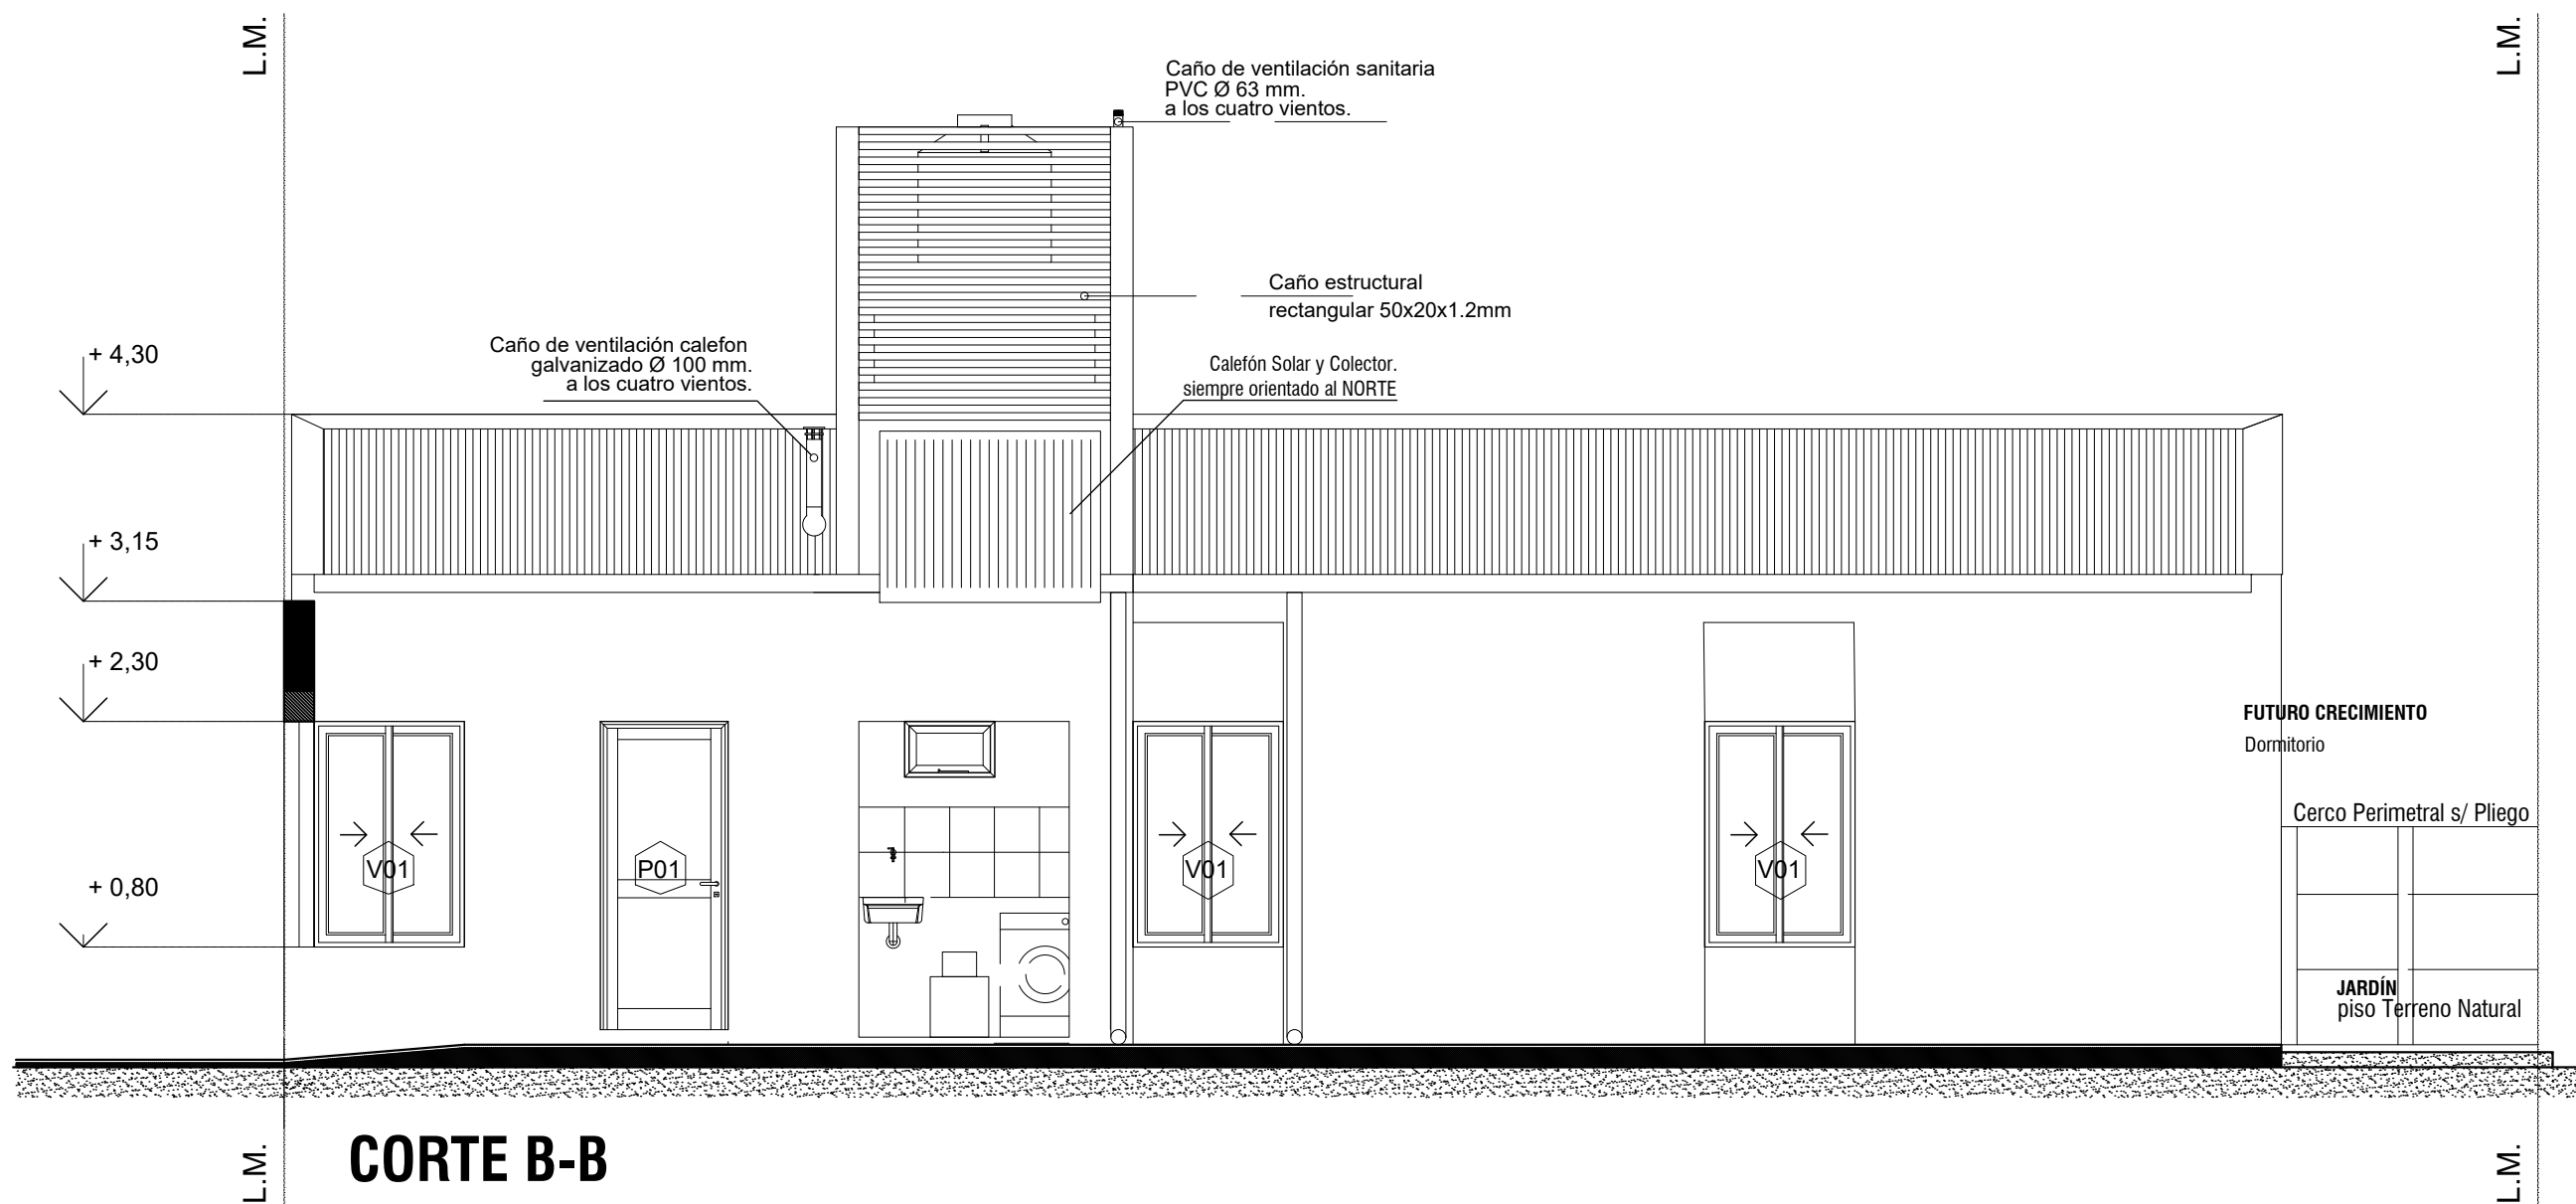 L.M.
L.M.
Caño de ventilación sanitaria
PVC Ø 63 mm.
a los cuatro vientos.
Caño estructural
rectangular 50x20x1.2mm
Caño de ventilación calefon
galvanizado Ø 100 mm.
a los cuatro vientos.
Calefón Solar y Colector.
siempre orientado al NORTE
+ 4,30
+ 3,15
+ 2,30
+ 0,80
FUTURO CRECIMIENTO
Dormitorio
Cerco Perimetral s/ Pliego
V01
P01
V01
V01
JARDÍN
piso Terreno Natural
CORTE B-B
L.M.
L.M.